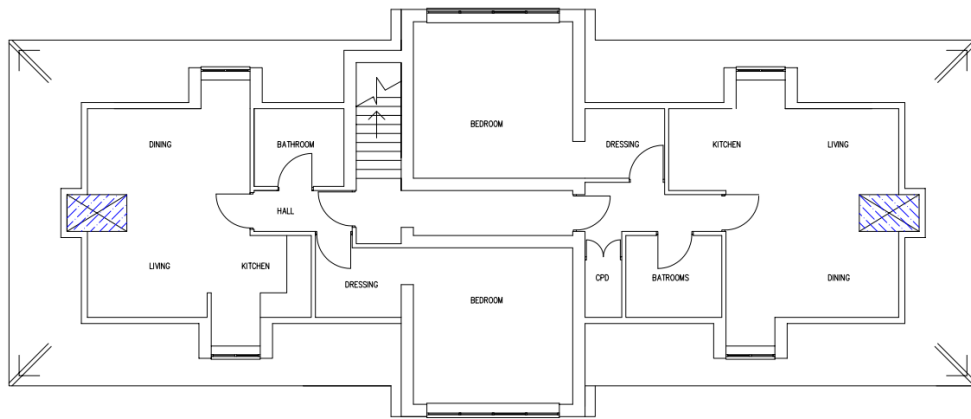 BEDROOM
DINING
BATHROOM
DRESSING
KITCHEN
LIVING
HALL
LIVING
KITCHEN
DRESSING
BEDROOM
CPD
BATROOMS
DINING